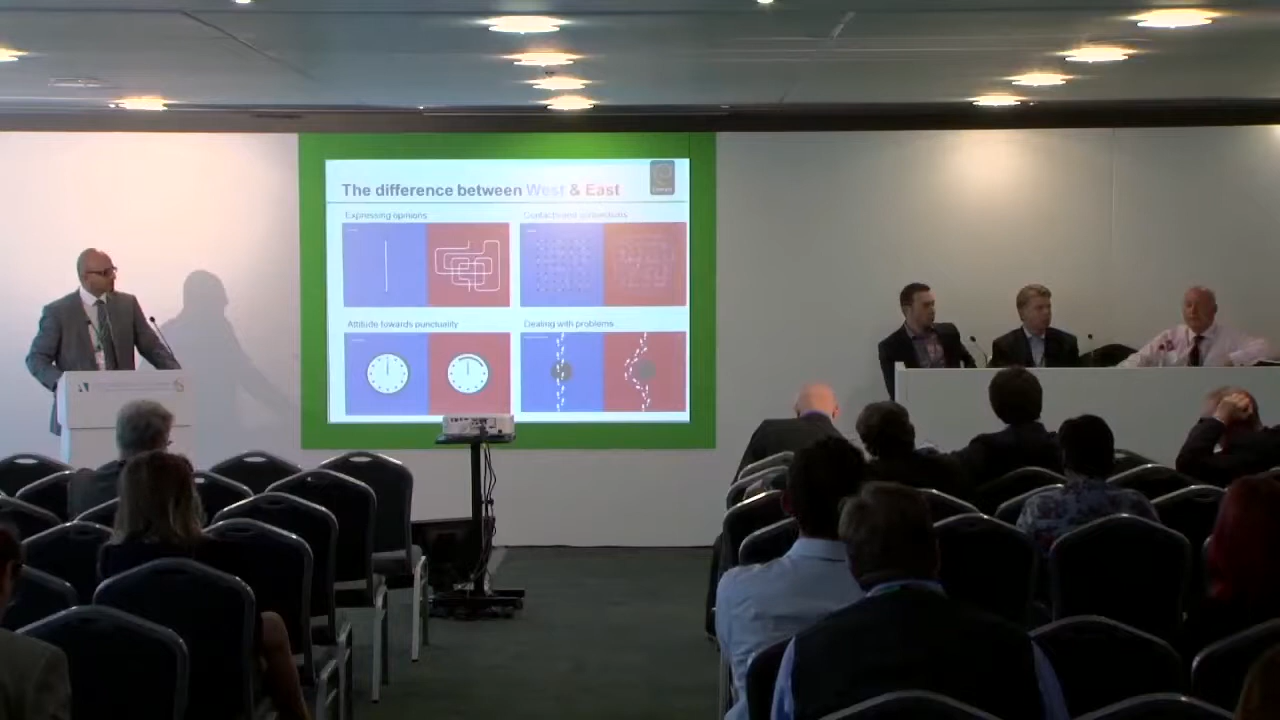 The difference between West & East
Expressing opinions
Contacts and connections
Attitude towards punctuality
Dealing with problems